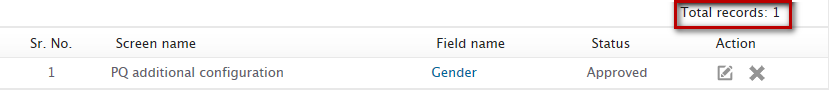 Total records: 1
Sr. No. Screen name Field name Status Action
1 PQ additional configuration Gender Approved